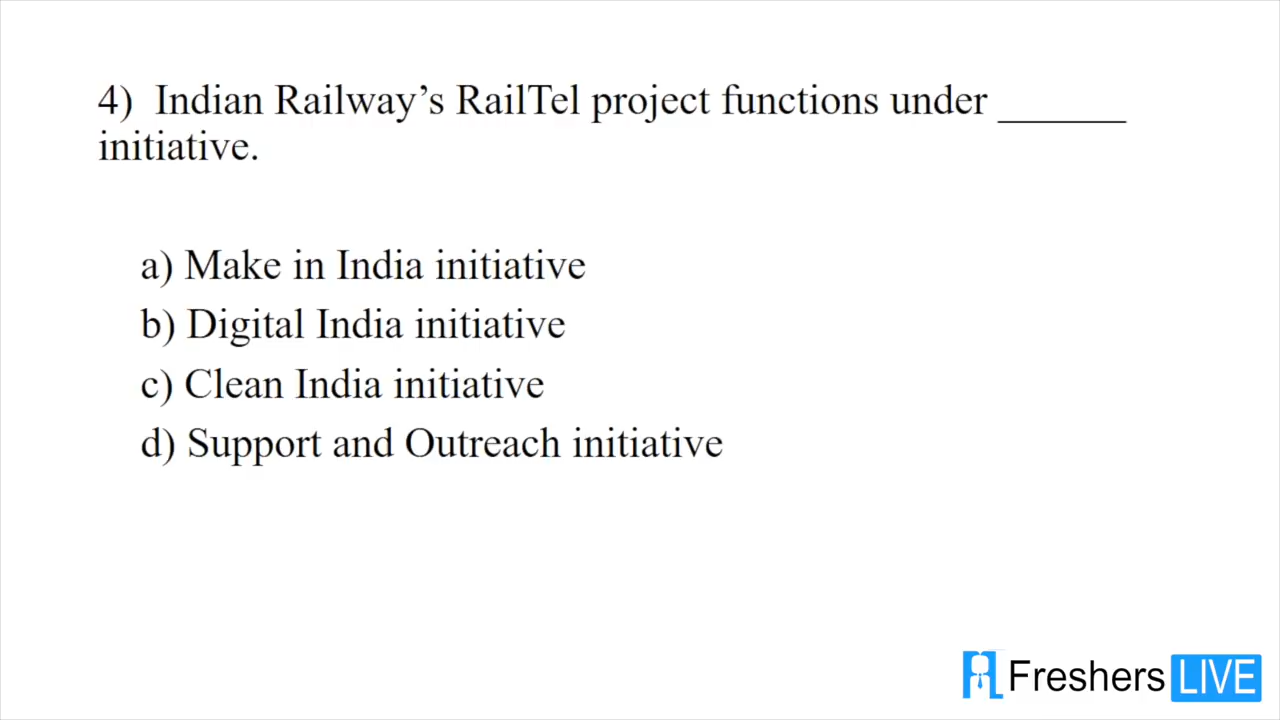 4) Indian Railway’s RailTel project functions under ______
initiative.
a) Make in India initiative
b) Digital India initiative
c) Clean India initiative
d) Support and Outreach initiative
Freshers LIVE